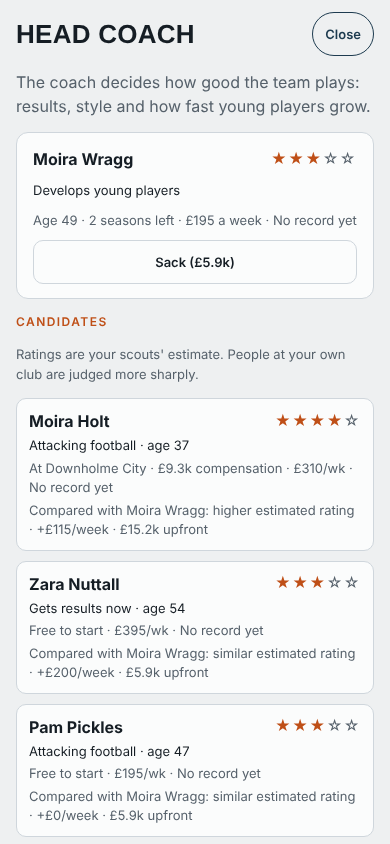 HEAD COACH
Close
The coach decides how good the team plays:
results, style and how fast young players grow.
Moira Wragg ★★★☆☆
Develops young players
Age 49 · 2 seasons left · £195 a week · No record yet
Sack (£5.9k)
CANDIDATES
Ratings are your scouts' estimate. People at your own
club are judged more sharply.
Moira Holt ★★★★☆
Attacking football · age 37
At Downholme City · £9.3k compensation · £310/wk ·
No record yet
Compared with Moira Wragg: higher estimated rating
· +£115/week · £15.2k upfront
Zara Nuttall ★★★☆☆
Gets results now · age 54
Free to start · £395/wk · No record yet
Compared with Moira Wragg: similar estimated rating
· +£200/week · £5.9k upfront
Pam Pickles ★★★☆☆
Attacking football · age 47
Free to start · £195/wk · No record yet
Compared with Moira Wragg: similar estimated rating
· +£0/week · £5.9k upfront